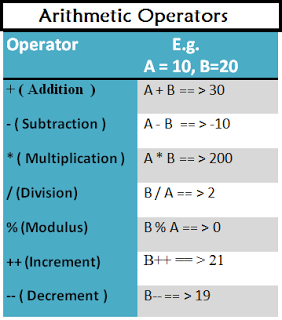 Arithmetic Operators
Operator E.g.
A = 10, B=20
+ ( Addition ) A + B == > 30
- ( Subtraction ) A - B == > -10
* ( Multiplication ) A * B == > 200
/ (Division) B / A == > 2
% (Modulus) B % A == > 0
++ (Increment) B++ == > 21
-- ( Decrement ) B-- == > 19